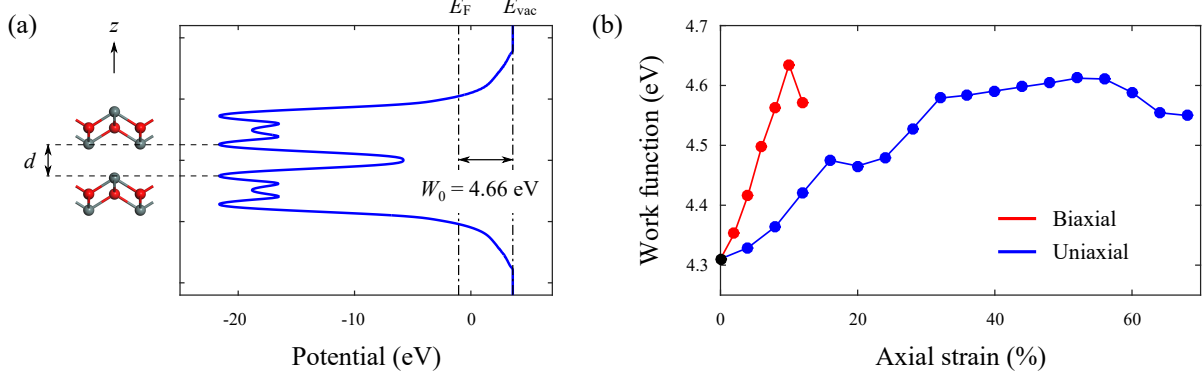 (a)
z
E_F
E_vac
d
W_0 = 4.66 eV
-20
-10
0
Potential (eV)
(b)
4.7
4.6
4.5
4.4
4.3
Work function (eV)
Biaxial
Uniaxial
0
20
40
60
Axial strain (%)